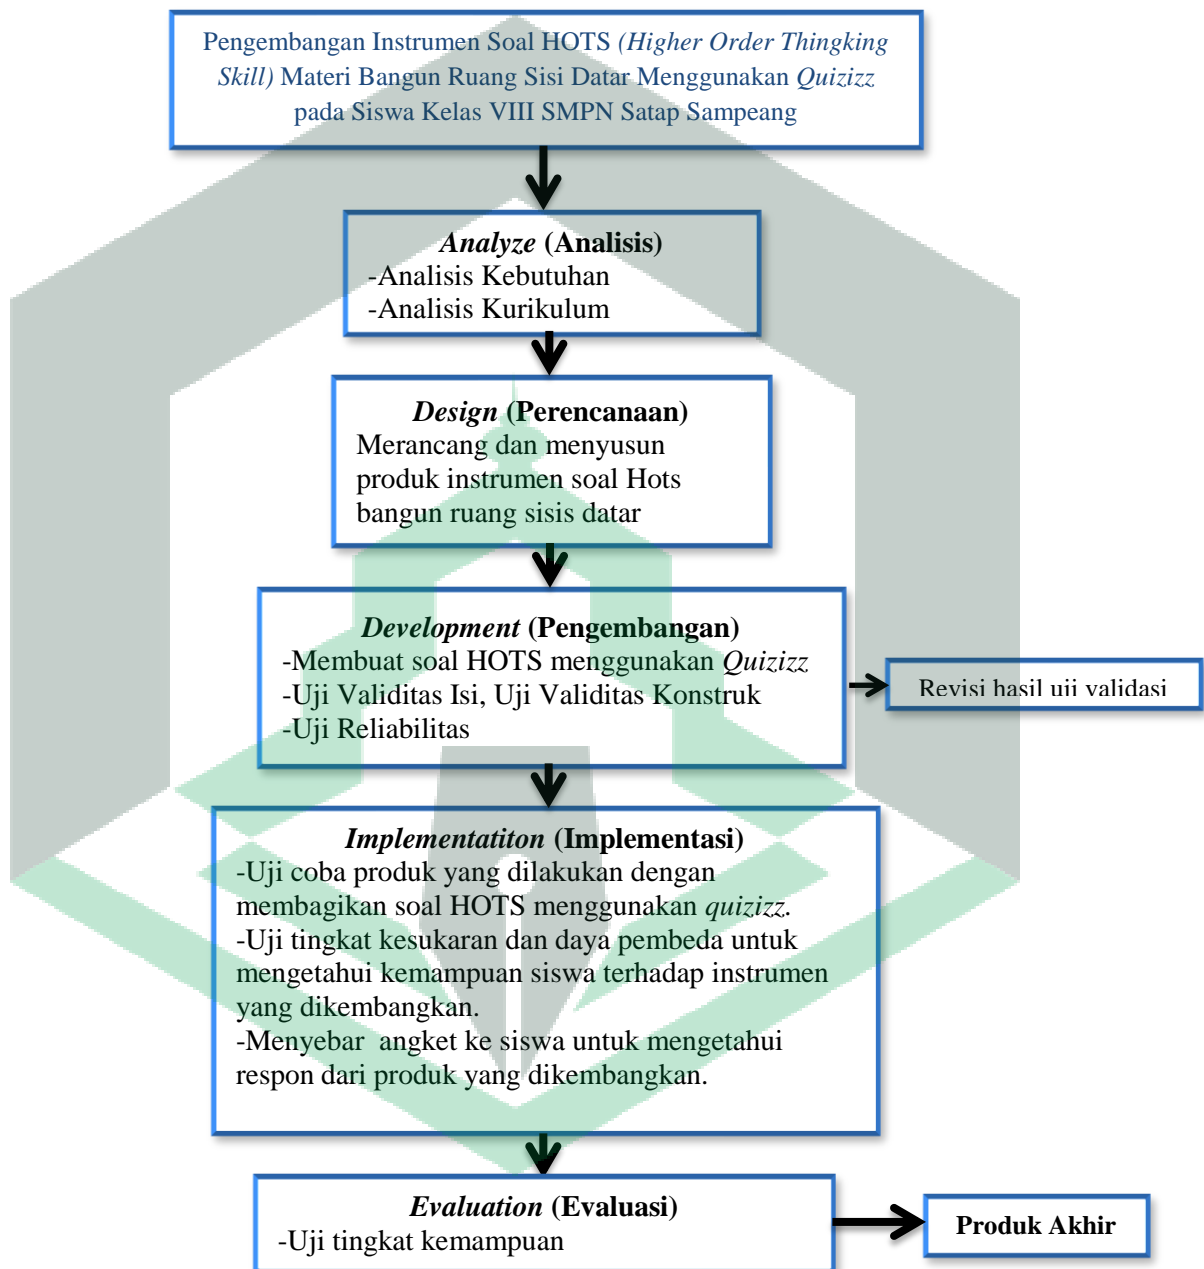 Pengembangan Instrumen Soal HOTS (Higher Order Thingking
Skill) Materi Bangun Ruang Sisi Datar Menggunakan Quizizz
pada Siswa Kelas VIII SMPN Satap Sampeang
Analyze (Analisis)
-Analisis Kebutuhan
-Analisis Kurikulum
Design (Perencanaan)
Merancang dan menyusun
produk instrumen soal Hots
bangun ruang sisis datar
Development (Pengembangan)
-Membuat soal HOTS menggunakan Quizizz
-Uji Validitas Isi, Uji Validitas Konstruk
-Uji Reliabilitas
Revisi hasil uji validasi
Implementatiton (Implementasi)
-Uji coba produk yang dilakukan dengan
membagikan soal HOTS menggunakan quizizz.
-Uji tingkat kesukaran dan daya pembeda untuk
mengetahui kemampuan siswa terhadap instrumen
yang dikembangkan.
-Menyebar angket ke siswa untuk mengetahui
respon dari produk yang dikembangkan.
Evaluation (Evaluasi)
-Uji tingkat kemampuan
Produk Akhir